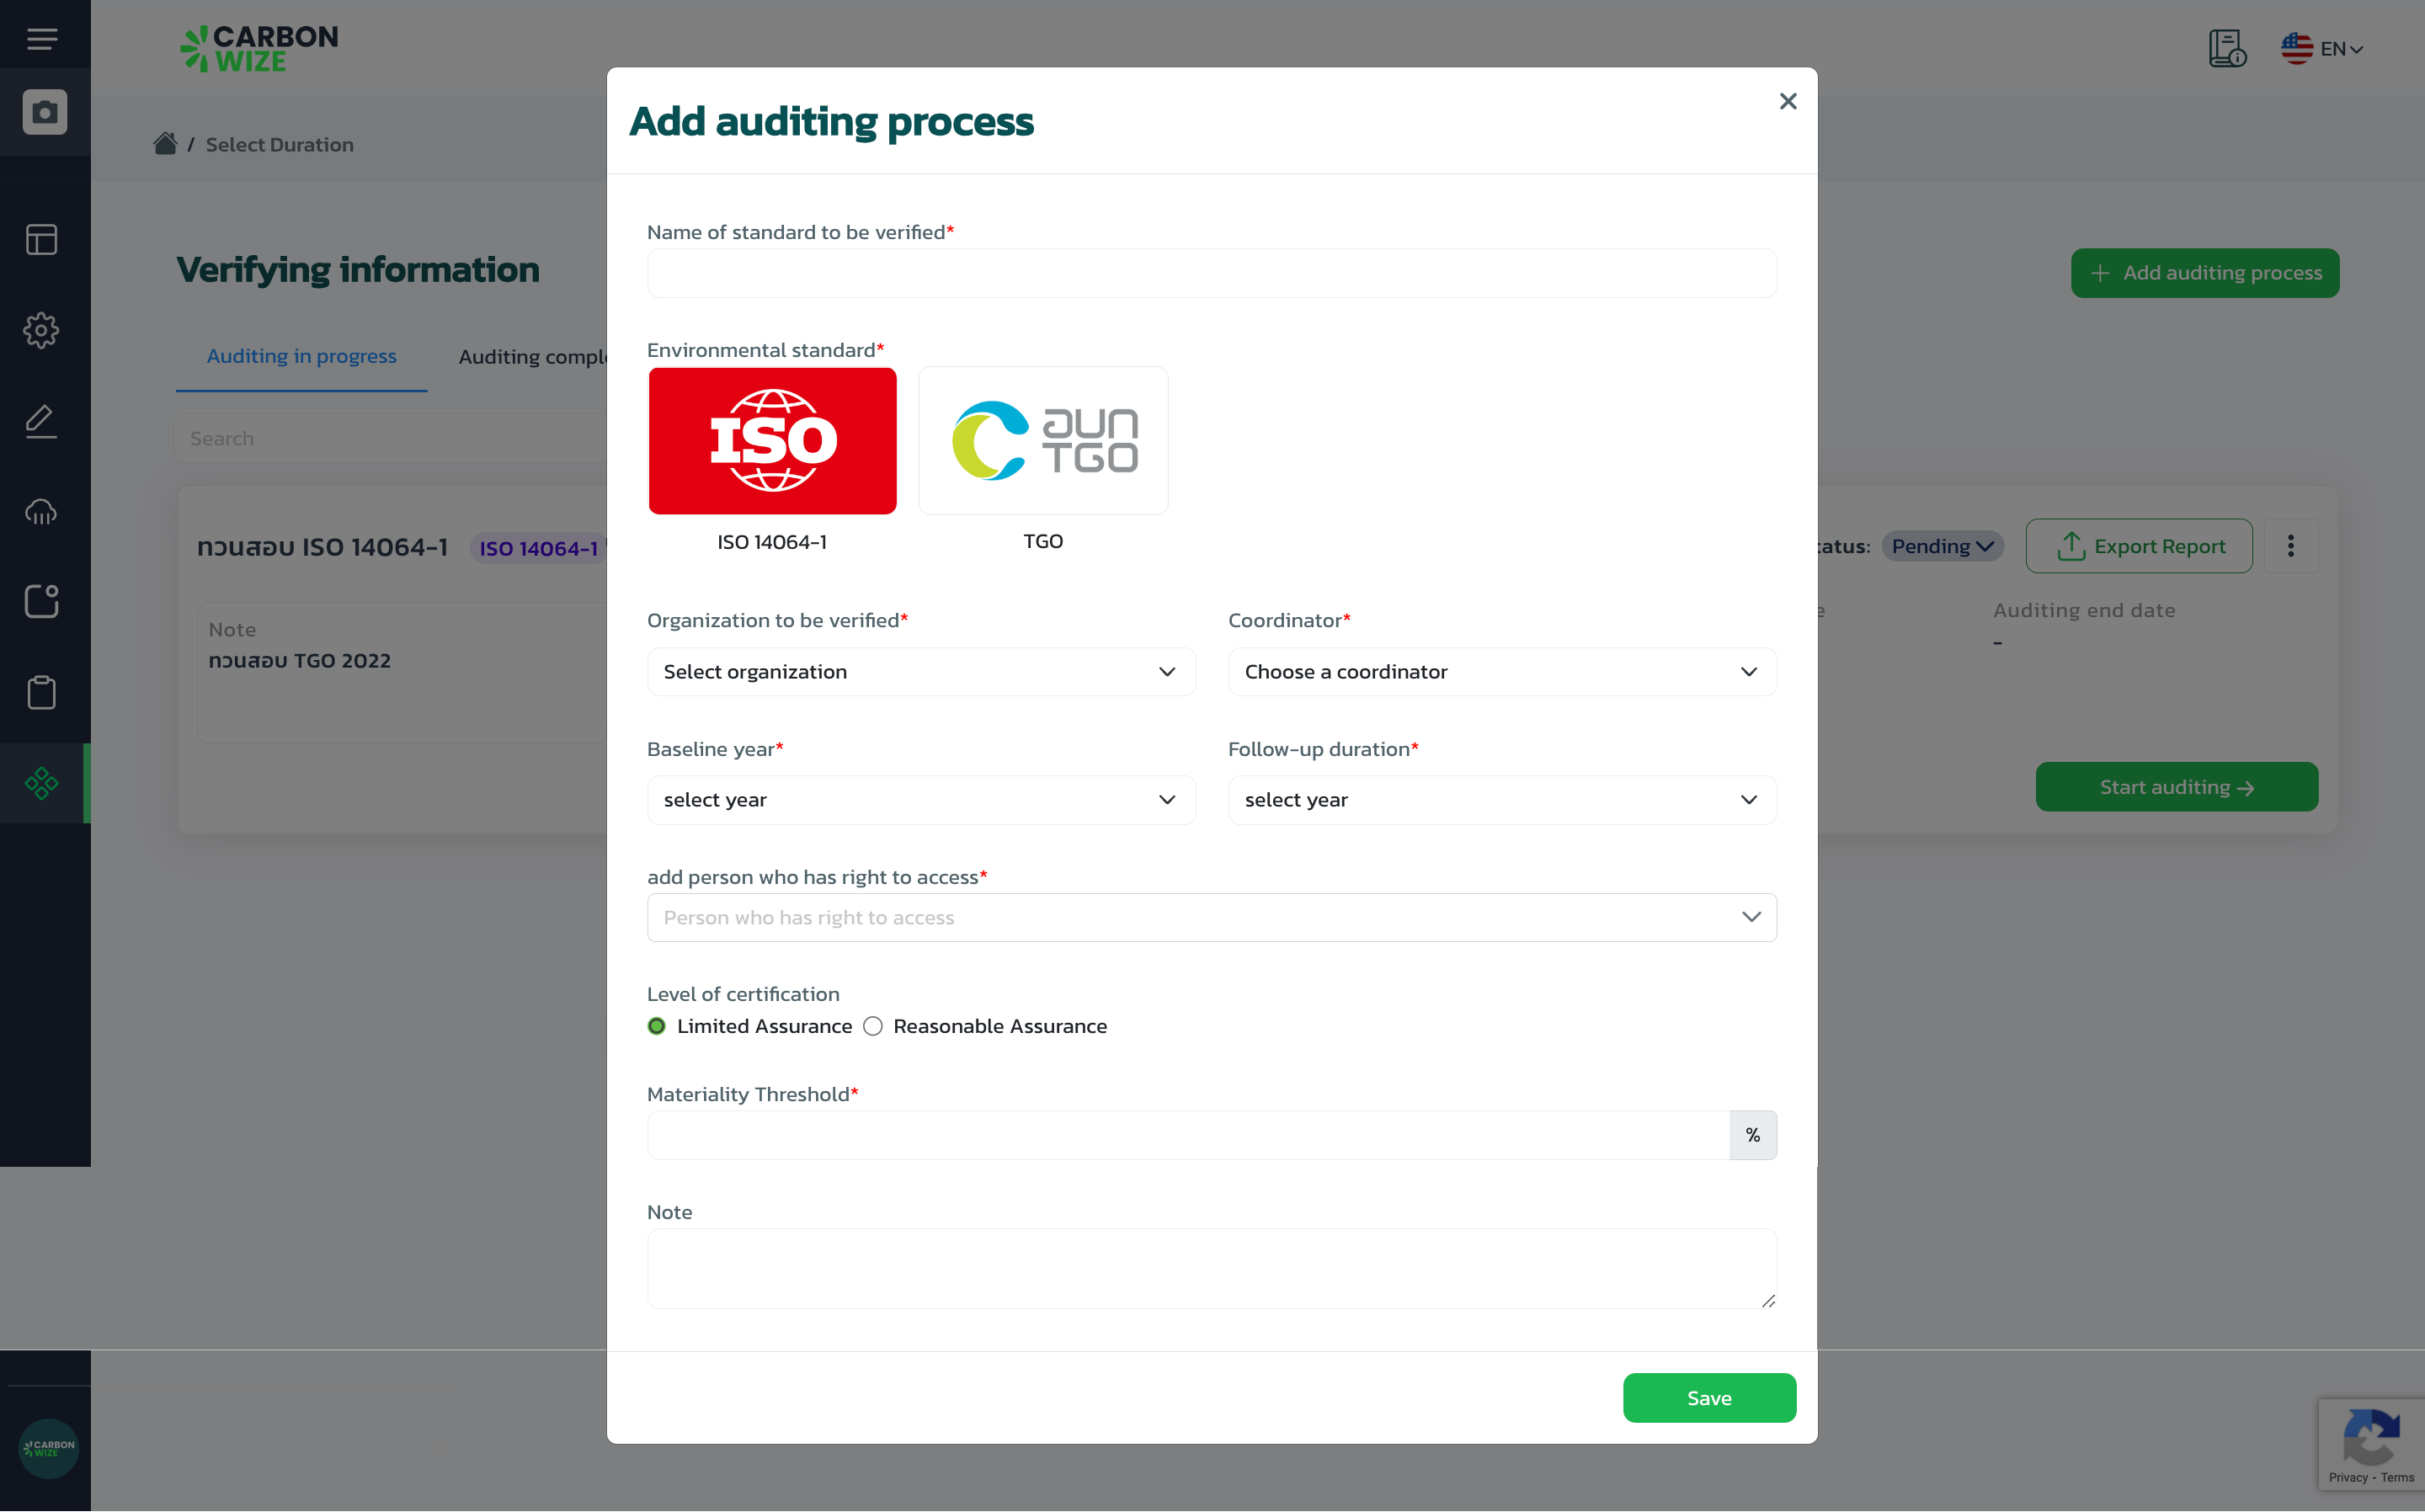 CARBON
WIZE
EN
Add auditing process
/ Select Duration
Name of standard to be verified*
Verifying information
+ Add auditing process
Environmental standard*
Auditing in progress
Auditing comple
Search
ISO
อบก
TGO
ISO 14064-1
TGO
ทวนสอบ ISO 14064-1
ISO 14064-1
tatus:
Pending
Export Report
Note
ทวนสอบ TGO 2022
e
Auditing end date
-
Organization to be verified*
Coordinator*
Select organization
Choose a coordinator
Baseline year*
Follow-up duration*
select year
select year
Start auditing →
add person who has right to access*
Person who has right to access
Level of certification
Limited Assurance
Reasonable Assurance
Materiality Threshold*
%
Note
Save
CARBON
WIZE
Privacy - Terms